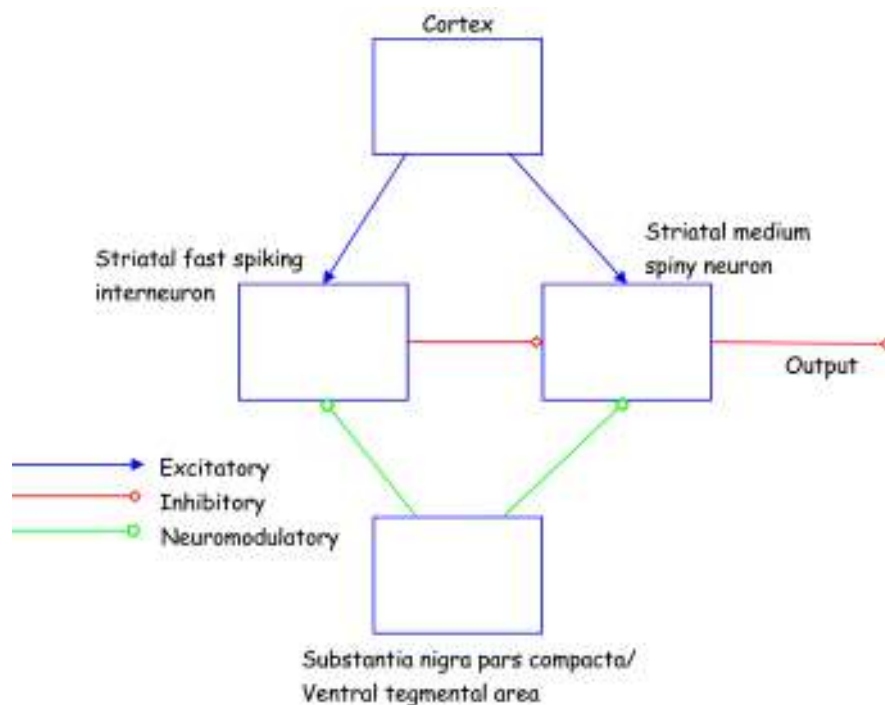 Cortex
Striatal fast spiking
interneuron
Striatal medium
spiny neuron
Output
Excitatory
Inhibitory
Neuromodulatory
Substantia nigra pars compacta/
Ventral tegmental area